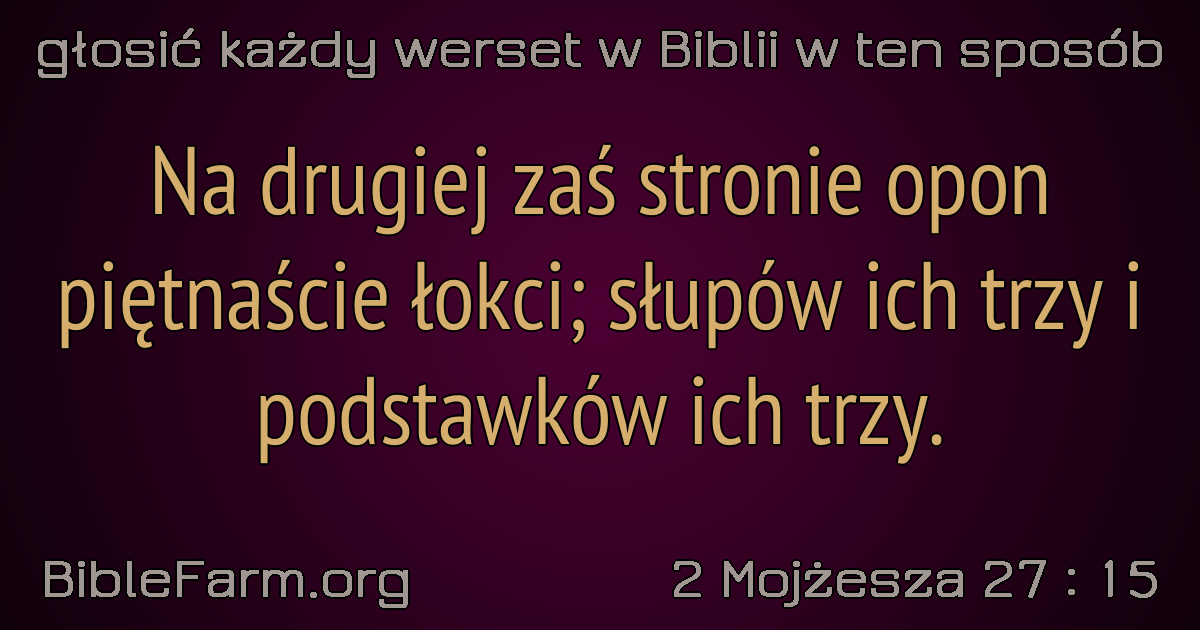 głosić każdy werset w Biblii w ten sposób
Na drugiej zaś stronie opon
piętnaście łokci; słupów ich trzy i
podstawków ich trzy.
BibleFarm.org
2 Mojżesza 27 : 15